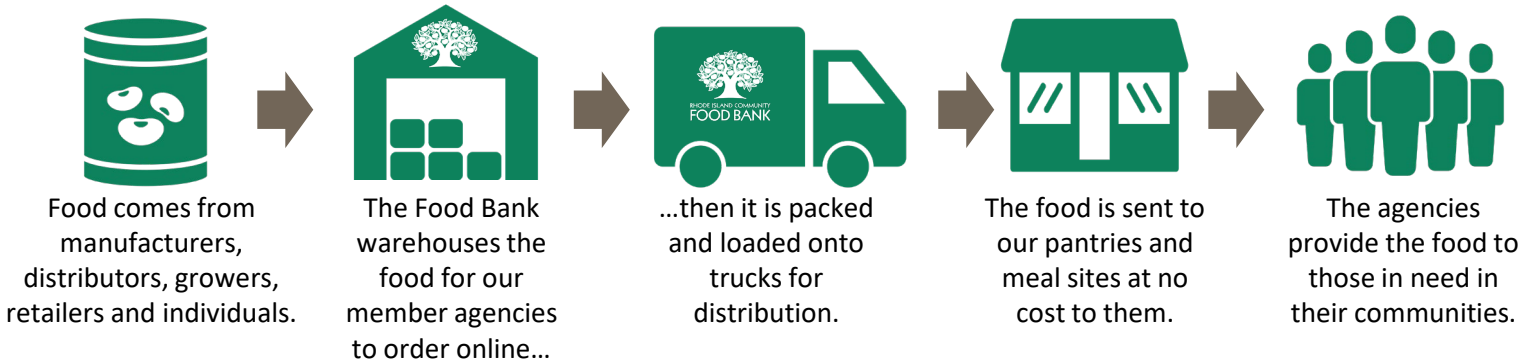 RHODE ISLAND COMMUNITY
FOOD BANK
Food comes from
manufacturers,
distributors, growers,
retailers and individuals.
The Food Bank
warehouses the
food for our
member agencies
to order online…
…then it is packed
and loaded onto
trucks for
distribution.
The food is sent to
our pantries and
meal sites at no
cost to them.
The agencies
provide the food to
those in need in
their communities.